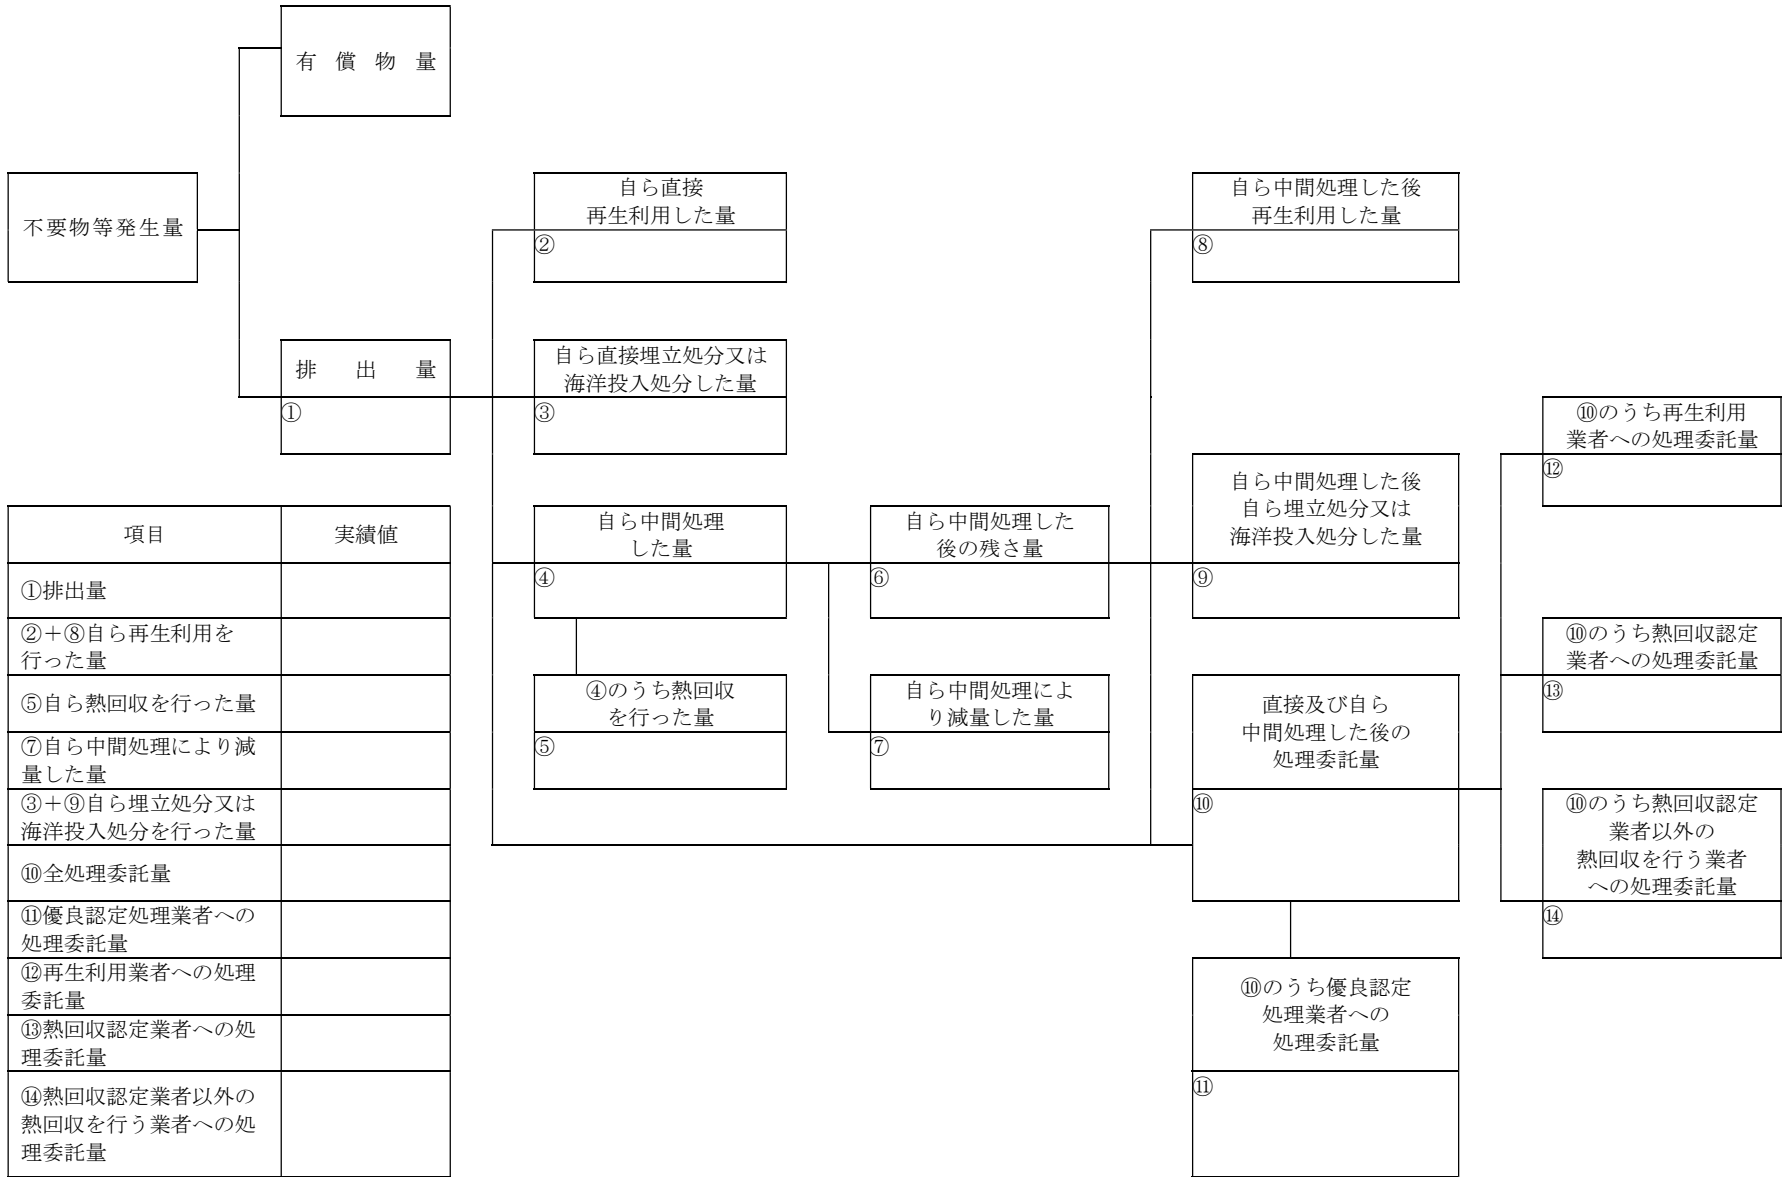 有償物量
不要物等発生量
排出量
①
自ら直接
再生利用した量
②
自ら直接埋立処分又は
海洋投入処分した量
③
自ら中間処理
した量
④
④のうち熱回収
を行った量
⑤
自ら中間処理した
後の残さ量
⑥
自ら中間処理によ
り減量した量
⑦
自ら中間処理した後
再生利用した量
⑧
自ら中間処理した後
自ら埋立処分又は
海洋投入処分した量
⑨
直接及び自ら
中間処理した後の
処理委託量
⑩
⑩のうち優良認定
処理業者への
処理委託量
⑪
⑩のうち再生利用
業者への処理委託量
⑫
⑩のうち熱回収認定
業者への処理委託量
⑬
⑩のうち熱回収認定
業者以外の
熱回収を行う業者
への処理委託量
⑭
項目 実績値
①排出量
②＋⑧自ら再生利用を
行った量
⑤自ら熱回収を行った量
⑦自ら中間処理により減
量した量
③＋⑨自ら埋立処分又は
海洋投入処分を行った量
⑩全処理委託量
⑪優良認定処理業者への
処理委託量
⑫再生利用業者への処理
委託量
⑬熱回収認定業者への処
理委託量
⑭熱回収認定業者以外の
熱回収を行う業者への処
理委託量